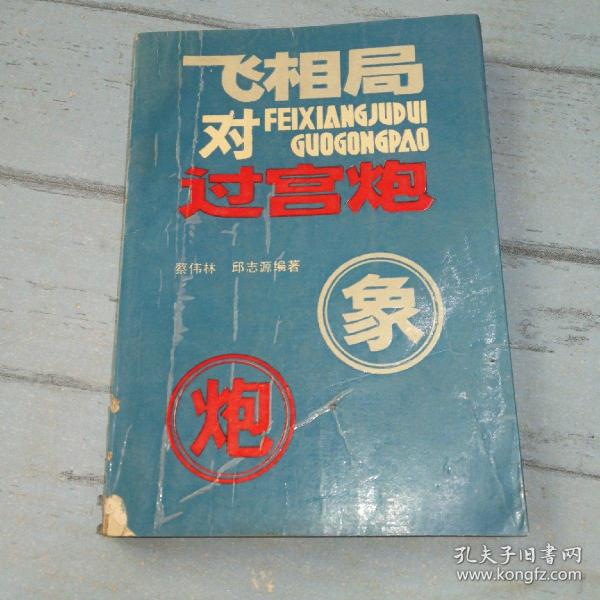 飞相局
对 FEIXIANGJUDUI
GUOGONGPAO
过宫炮
蔡伟林 邱志源编著
象
炮
孔夫子旧書网
www.kongfz.com